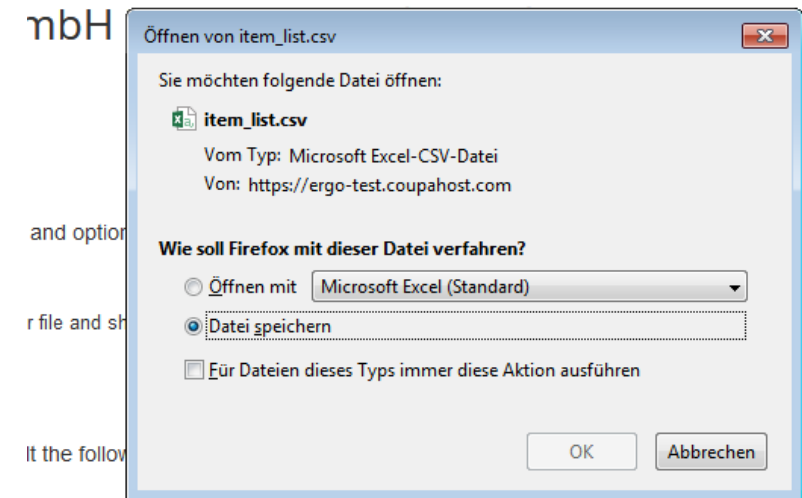 mbH
Öffnen von item_list.csv
Sie möchten folgende Datei öffnen:
item_list.csv
Vom Typ: Microsoft Excel-CSV-Datei
Von: https://ergo-test.coupahost.com
and option
Wie soll Firefox mit dieser Datei verfahren?
Öffnen mit Microsoft Excel (Standard)
r file and sh
Datei speichern
Für Dateien dieses Typs immer diese Aktion ausführen
lt the follow
OK Abbrechen